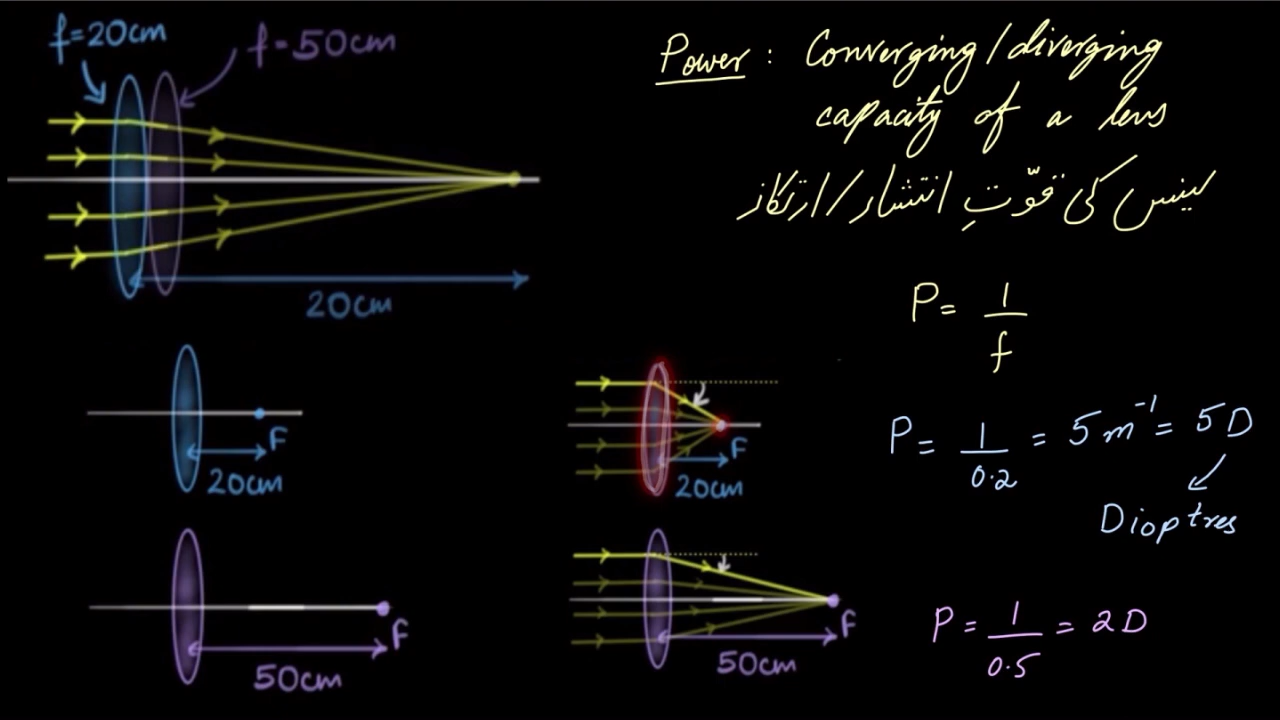 f=20cm
f=50cm
20cm
Power : Converging/diverging
capacity of a lens
لینس کی قوّتِ انتشار/ارتکاز
P= 1/f
F
20cm
F
20cm
P= 1/0.2 = 5 m⁻¹ = 5 D
Dioptres
F
50cm
F
50cm
P = 1/0.5 = 2 D